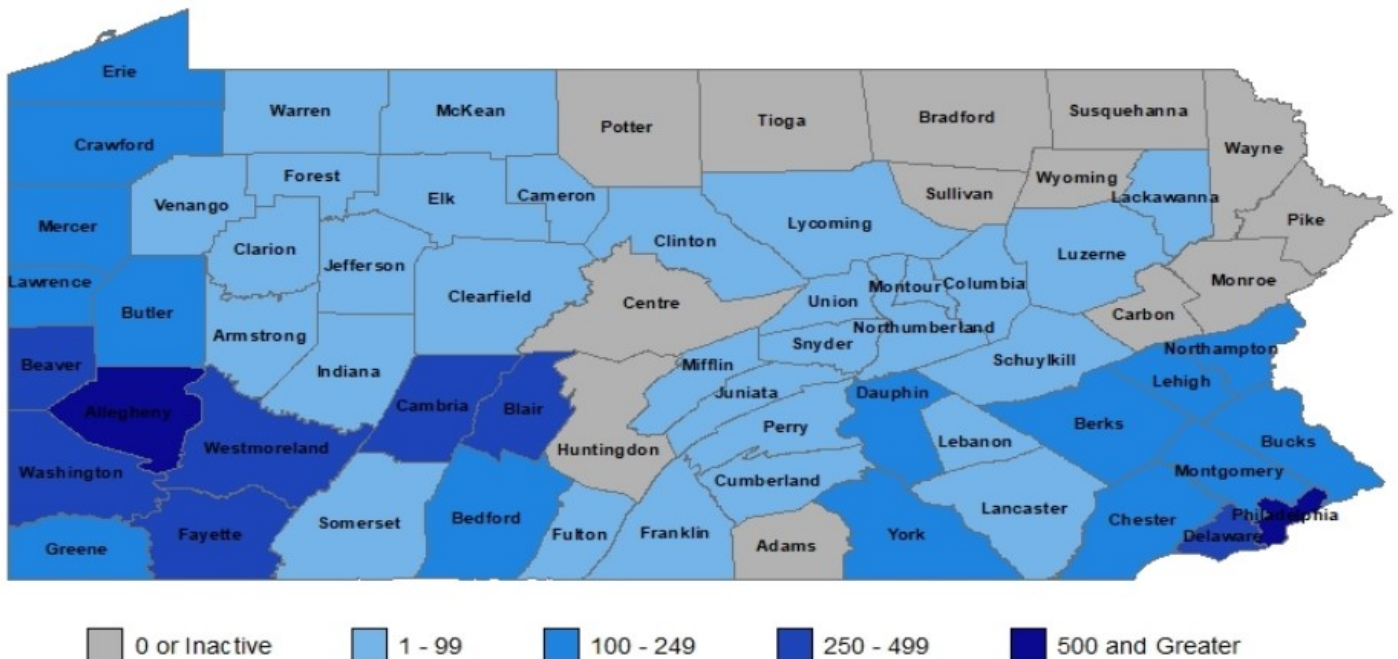 Erie
Warren
McKean
Potter
Tioga
Bradford
Susquehanna
Wayne
Crawford
Forest
Venango
Elk
Cameron
Sullivan
Wyoming
Lackawanna
Pike
Mercer
Clarion
Jefferson
Clinton
Lycoming
Luzerne
Monroe
Lawrence
Butler
Clearfield
Centre
Union
Montour
Columbia
Carbon
Armstrong
Northumberland
Snyder
Schuylkill
Northampton
Beaver
Indiana
Mifflin
Lehigh
Allegheny
Cambria
Blair
Juniata
Dauphin
Perry
Berks
Westmoreland
Huntingdon
Lebanon
Bucks
Washington
Cumberland
Montgomery
Somerset
Bedford
Fulton
Franklin
Lancaster
Chester
Philadelphia
Greene
Fayette
Adams
York
Delaware
0 or Inactive
1 - 99
100 - 249
250 - 499
500 and Greater